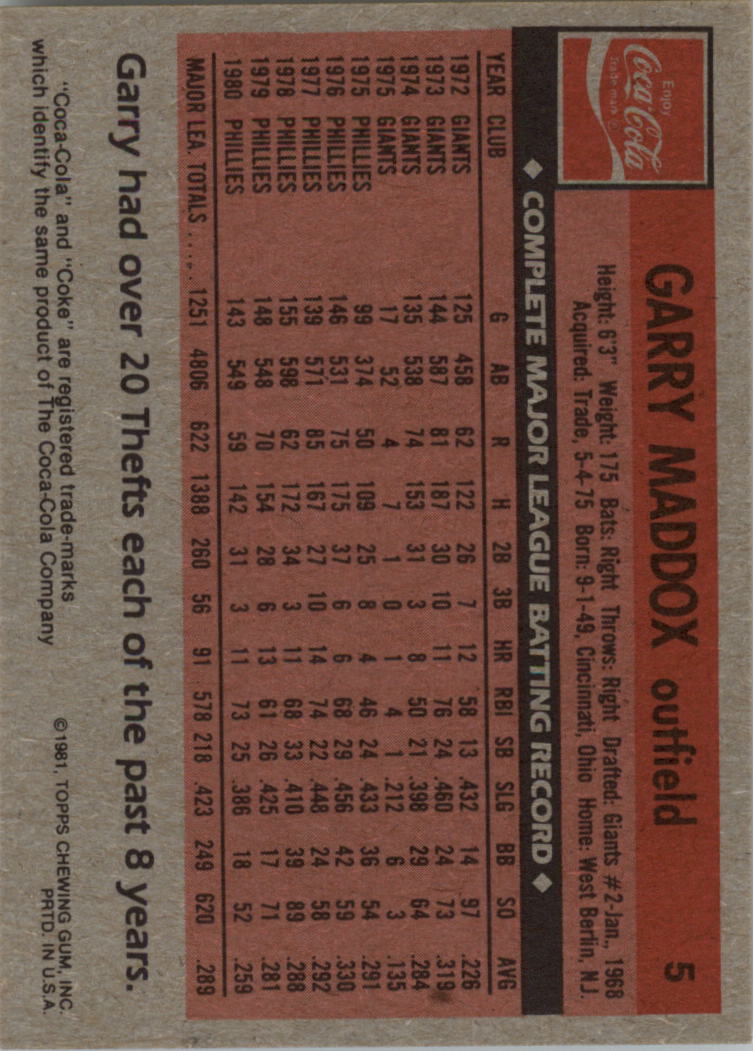 Enjoy
Coca-Cola
Trade-mark ®
GARRY MADDOX outfield 5
Height: 6'3" Weight: 175 Bats: Right Throws: Right Drafted: Giants #2-Jan., 1968
Acquired: Trade, 5-4-75 Born: 9-1-49, Cincinnati, Ohio Home: West Berlin, N.J.
◆ COMPLETE MAJOR LEAGUE BATTING RECORD ◆
YEAR CLUB G AB R H 2B 3B HR RBI SB SLG BB SO AVG
1972 GIANTS 125 458 62 122 26 7 12 58 13 .432 14 97 .226
1973 GIANTS 144 587 81 187 30 10 11 76 24 .460 24 73 .319
1974 GIANTS 135 538 74 153 31 3 8 50 21 .398 29 64 .284
1975 GIANTS 17 52 4 7 1 0 1 4 1 .212 6 3 .135
1975 PHILLIES 99 374 50 109 25 8 4 46 24 .433 36 54 .291
1976 PHILLIES 146 531 75 175 37 6 6 68 29 .456 42 59 .330
1977 PHILLIES 139 571 85 167 27 10 14 74 22 .448 24 58 .292
1978 PHILLIES 155 598 62 172 34 3 11 68 33 .410 39 89 .288
1979 PHILLIES 148 548 70 154 28 6 13 61 26 .425 17 71 .281
1980 PHILLIES 143 549 59 142 31 3 11 73 25 .386 18 52 .259
MAJOR LEA. TOTALS ..... 1251 4806 622 1388 260 56 91 578 218 .423 249 620 .289
Garry had over 20 Thefts each of the past 8 years.
"Coca-Cola" and "Coke" are registered trade-marks
which identify the same product of The Coca-Cola Company
©1981, TOPPS CHEWING GUM, INC.
PRTD. IN U.S.A.